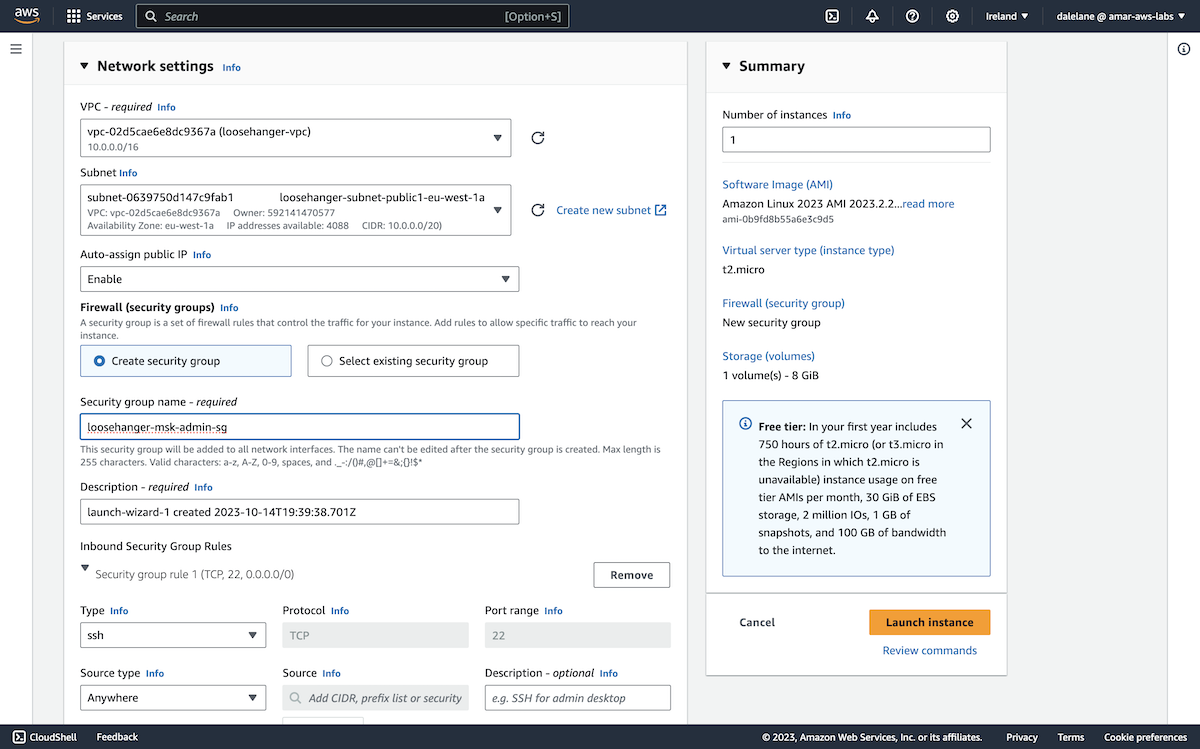 aws Services Search [Option+S] Ireland ▼ dalelane @ amar-aws-labs ▼
▼ Network settings Info
VPC - required Info
vpc-02d5cae6e8dc9367a (loosehanger-vpc)
10.0.0.0/16
Subnet Info
subnet-0639750d147c9fab1 loosehanger-subnet-public1-eu-west-1a
VPC: vpc-02d5cae6e8dc9367a Owner: 592141470577
Availability Zone: eu-west-1a IP addresses available: 4088 CIDR: 10.0.0.0/20)
Create new subnet
Auto-assign public IP Info
Enable
Firewall (security groups) Info
A security group is a set of firewall rules that control the traffic for your instance. Add rules to allow specific traffic to reach your
instance.
Create security group
Select existing security group
Security group name - required
loosehanger-msk-admin-sg
This security group will be added to all network interfaces. The name can't be edited after the security group is created. Max length is
255 characters. Valid characters: a-z, A-Z, 0-9, spaces, and ._-:/()#,@[]+=&;{}!$*
Description - required Info
launch-wizard-1 created 2023-10-14T19:39:38.701Z
Inbound Security Group Rules
▼ Security group rule 1 (TCP, 22, 0.0.0.0/0)
Remove
Type Info
ssh
Protocol Info
TCP
Port range Info
22
Source type Info
Anywhere
Source Info
Add CIDR, prefix list or security
Description - optional Info
e.g. SSH for admin desktop
▼ Summary
Number of instances Info
1
Software Image (AMI)
Amazon Linux 2023 AMI 2023.2.2...read more
ami-0b9fd8b55a6e3c9d5
Virtual server type (instance type)
t2.micro
Firewall (security group)
New security group
Storage (volumes)
1 volume(s) - 8 GiB
Free tier: In your first year includes
750 hours of t2.micro (or t3.micro in
the Regions in which t2.micro is
unavailable) instance usage on free
tier AMIs per month, 30 GiB of EBS
storage, 2 million IOs, 1 GB of
snapshots, and 100 GB of bandwidth
to the internet.
Cancel
Launch instance
Review commands
CloudShell Feedback © 2023, Amazon Web Services, Inc. or its affiliates. Privacy Terms Cookie preferences